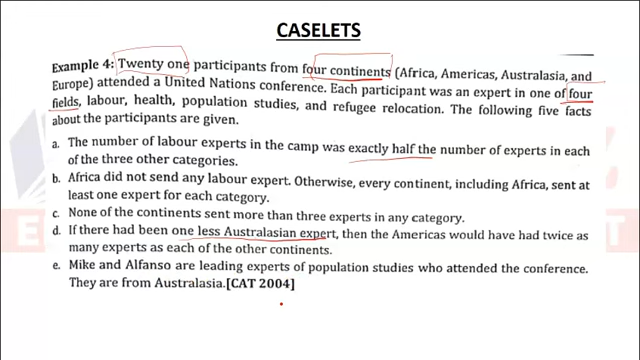 CASELETS
Example 4: Twenty one participants from four continents (Africa, Americas, Australasia, and
Europe) attended a United Nations conference. Each participant was an expert in one of four
fields, labour, health, population studies, and refugee relocation. The following five facts
about the participants are given.
a. The number of labour experts in the camp was exactly half the number of experts in each
of the three other categories.
b. Africa did not send any labour expert. Otherwise, every continent, including Africa, sent at
least one expert for each category.
c. None of the continents sent more than three experts in any category.
d. If there had been one less Australasian expert, then the Americas would have had twice as
many experts as each of the other continents.
e. Mike and Alfanso are leading experts of population studies who attended the conference.
They are from Australasia.[CAT 2004]